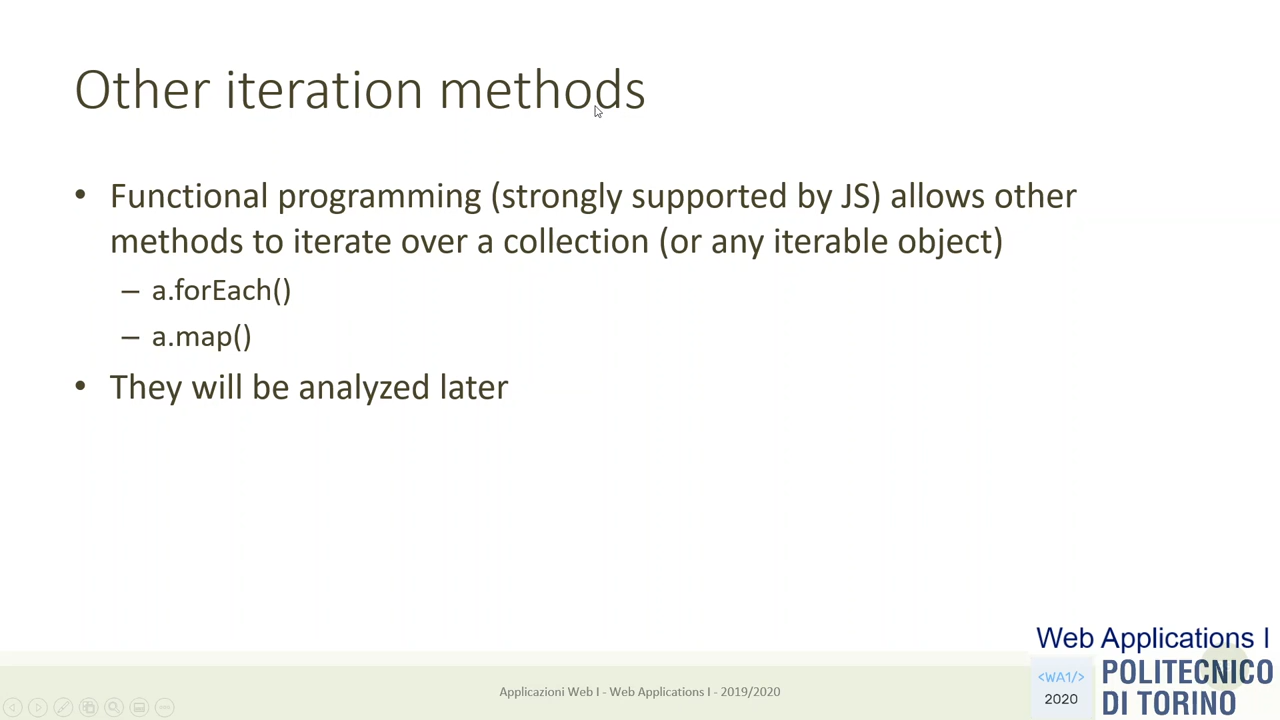 Other iteration methods
• Functional programming (strongly supported by JS) allows other
methods to iterate over a collection (or any iterable object)
– a.forEach()
– a.map()
• They will be analyzed later
Web Applications I
<WA1/>
2020
POLITECNICO
DI TORINO
Applicazioni Web I - Web Applications I - 2019/2020